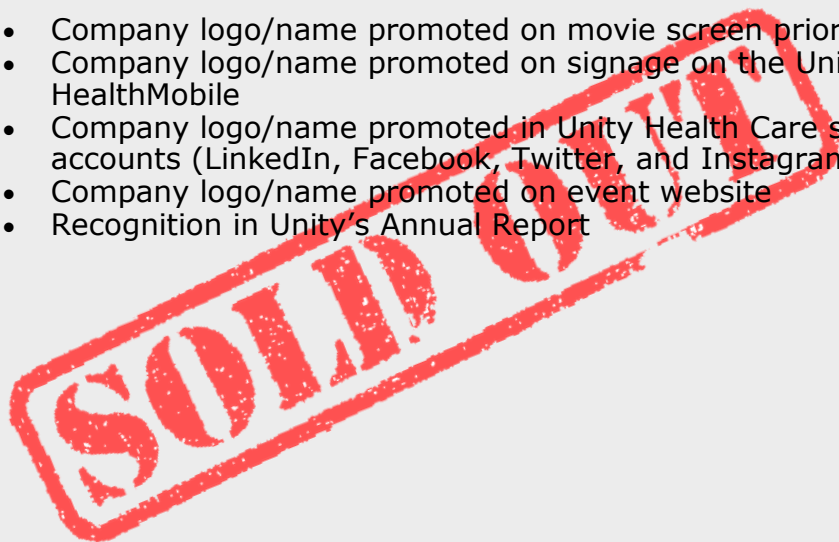 • Company logo/name promoted on movie screen prior
• Company logo/name promoted on signage on the Uni
HealthMobile
• Company logo/name promoted in Unity Health Care s
accounts (LinkedIn, Facebook, Twitter, and Instagram
• Company logo/name promoted on event website
• Recognition in Unity’s Annual Report
SOLD OUT